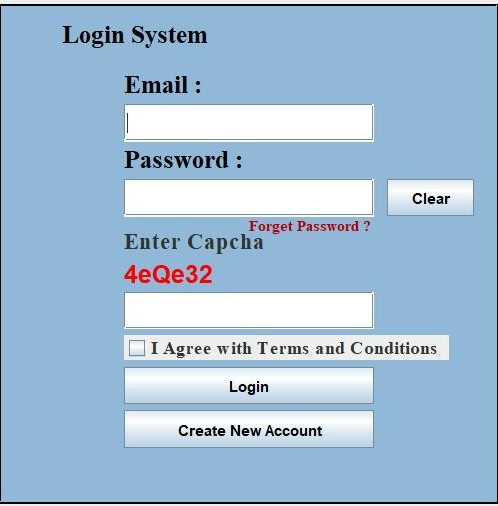 Login System
Email :
Password :
Clear
Forget Password ?
Enter Capcha
4eQe32
I Agree with Terms and Conditions
Login
Create New Account